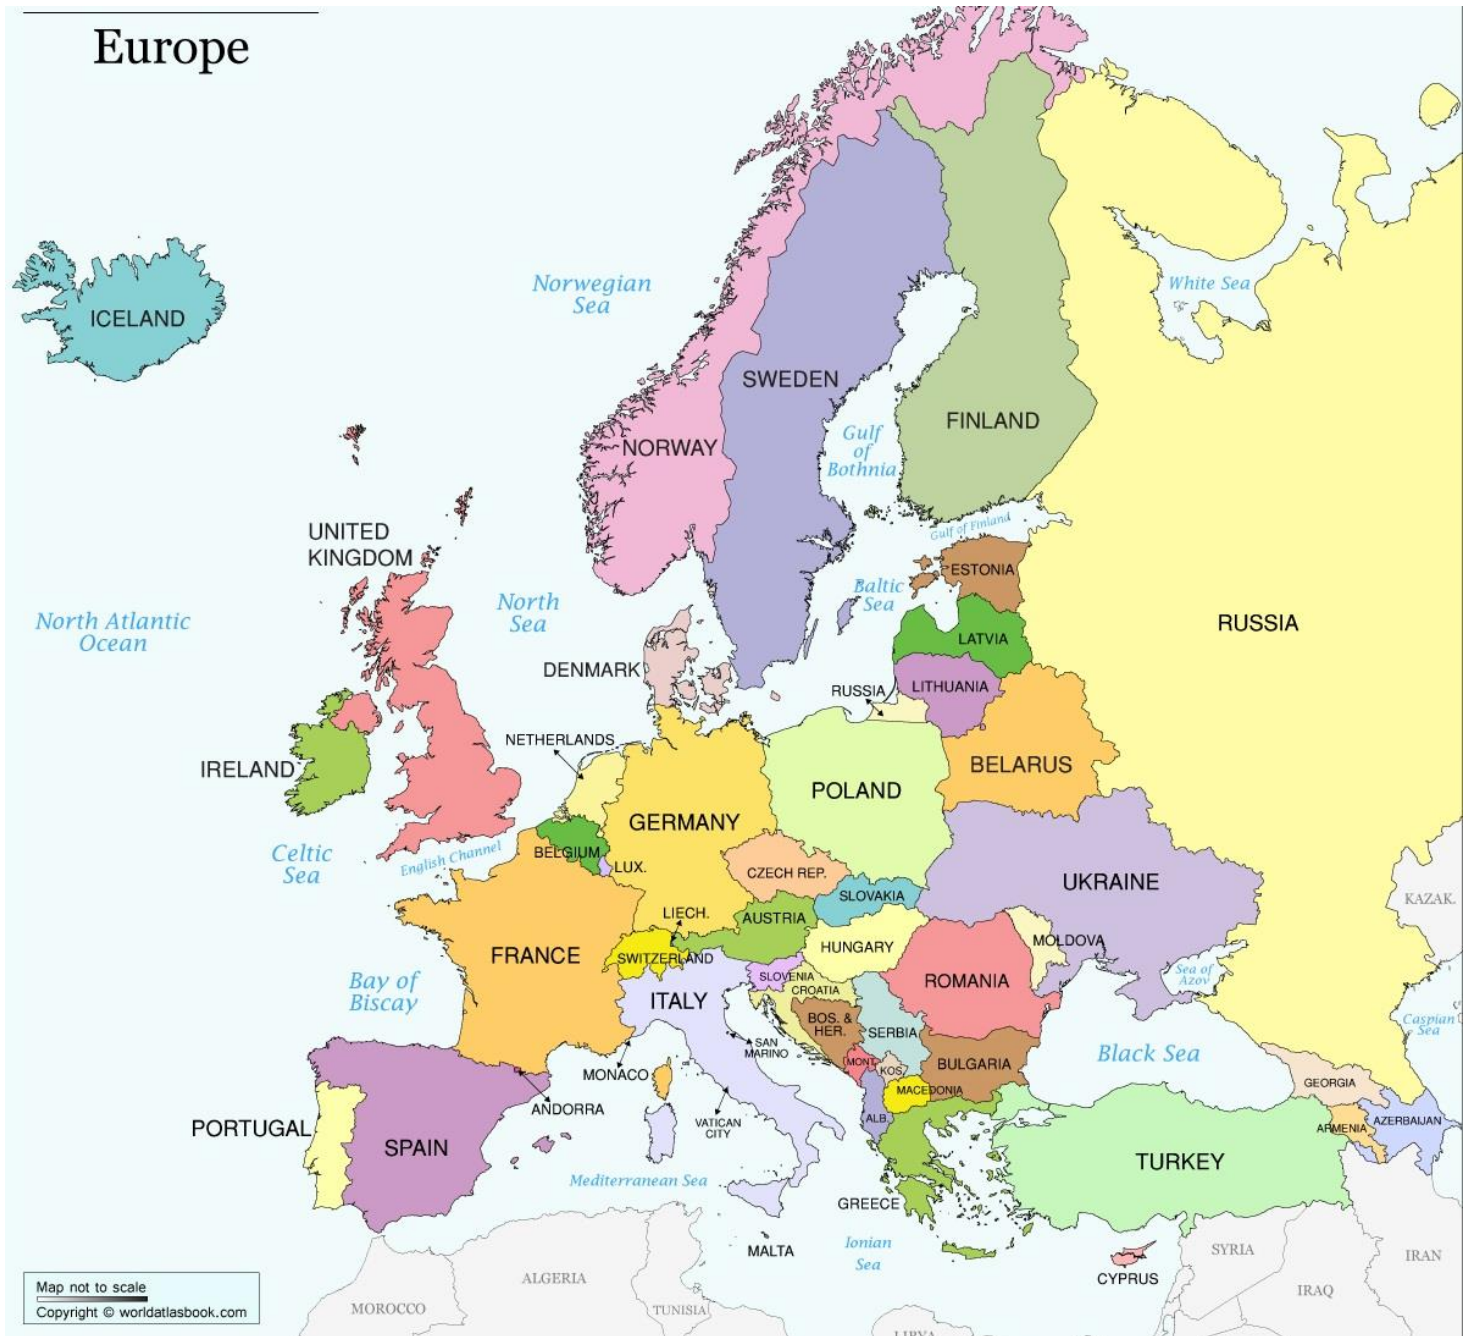 Europe
ICELAND
Norwegian
Sea
White Sea
SWEDEN
NORWAY
FINLAND
Gulf
of
Bothnia
UNITED
KINGDOM
Gulf of Finland
ESTONIA
Baltic
Sea
North
Sea
North Atlantic
Ocean
RUSSIA
LATVIA
DENMARK
LITHUANIA
RUSSIA
NETHERLANDS
IRELAND
BELARUS
POLAND
GERMANY
Celtic
Sea
English Channel
BELGIUM
LUX.
CZECH REP.
UKRAINE
SLOVAKIA
KAZAK.
LIECH.
AUSTRIA
MOLDOVA
HUNGARY
FRANCE
SWITZERLAND
SLOVENIA
Sea of
Azov
ROMANIA
CROATIA
Bay of
Biscay
ITALY
BOS. &
HER.
SERBIA
Caspian
Sea
SAN
MARINO
Black Sea
MONT.
KOS.
BULGARIA
MONACO
GEORGIA
MACEDONIA
ANDORRA
ALB.
AZERBAIJAN
ARMENIA
PORTUGAL
VATICAN
CITY
SPAIN
TURKEY
Mediterranean Sea
GREECE
MALTA
Ionian
Sea
SYRIA
IRAN
CYPRUS
ALGERIA
IRAQ
MOROCCO
TUNISIA
LIBYA
Map not to scale
Copyright © worldatlasbook.com